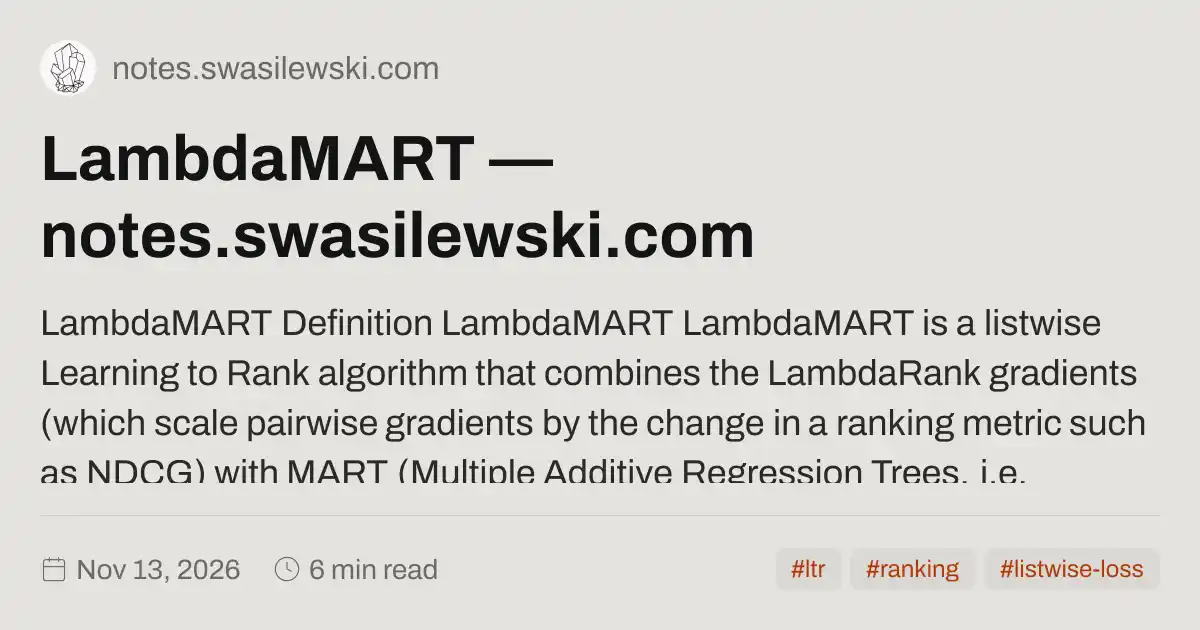 notes.swasilewski.com
LambdaMART —
notes.swasilewski.com
LambdaMART Definition LambdaMART LambdaMART is a listwise
Learning to Rank algorithm that combines the LambdaRank gradients
(which scale pairwise gradients by the change in a ranking metric such
as NDCG) with MART (Multiple Additive Regression Trees, i.e.
Nov 13, 2026 6 min read #ltr #ranking #listwise-loss